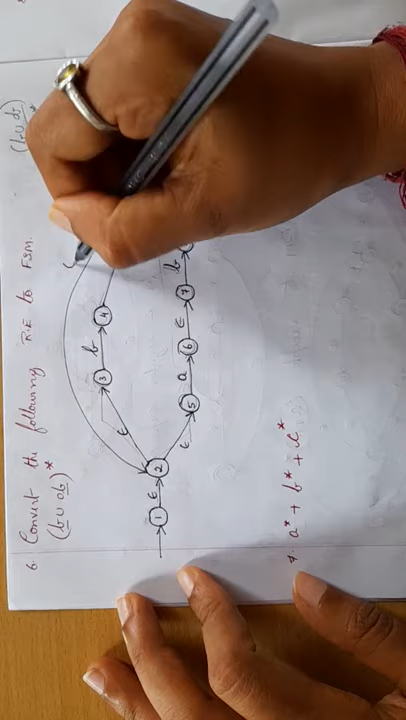 6. Convert the following RE to FSM.
(b∪ab)*
(b∪ab)*
1 ε 2 ε 3 b 4
ε 5 a 6 ε 7 b
7. a* + b* + c*